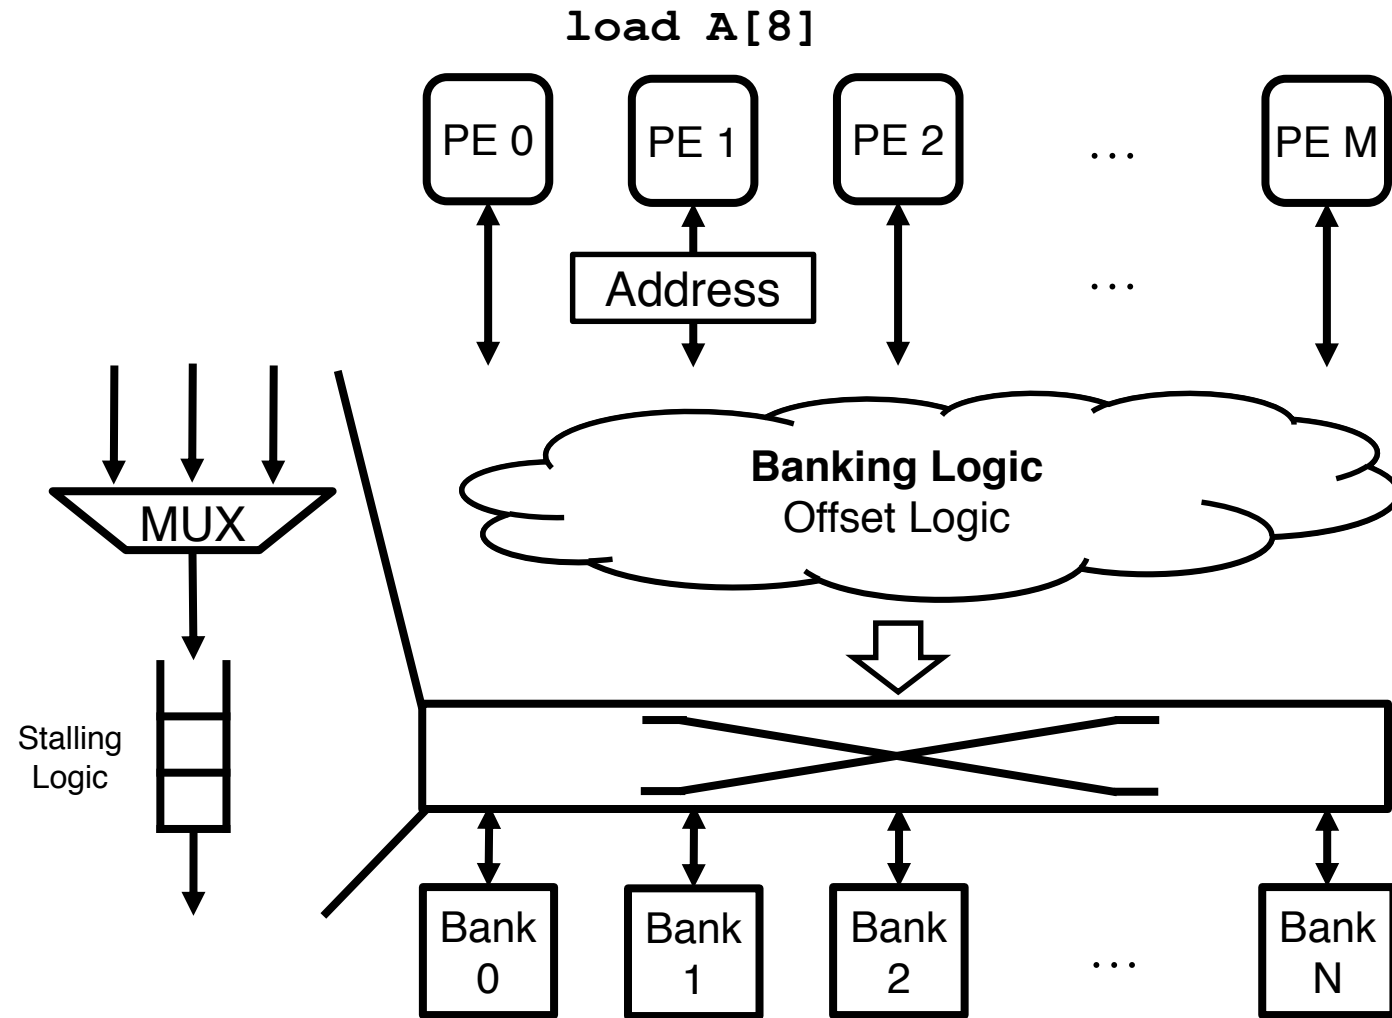 load A[8]
PE 0
PE 1
PE 2
...
PE M
Address
...
Banking Logic
Offset Logic
MUX
Stalling
Logic
Bank
0
Bank
1
Bank
2
...
Bank
N